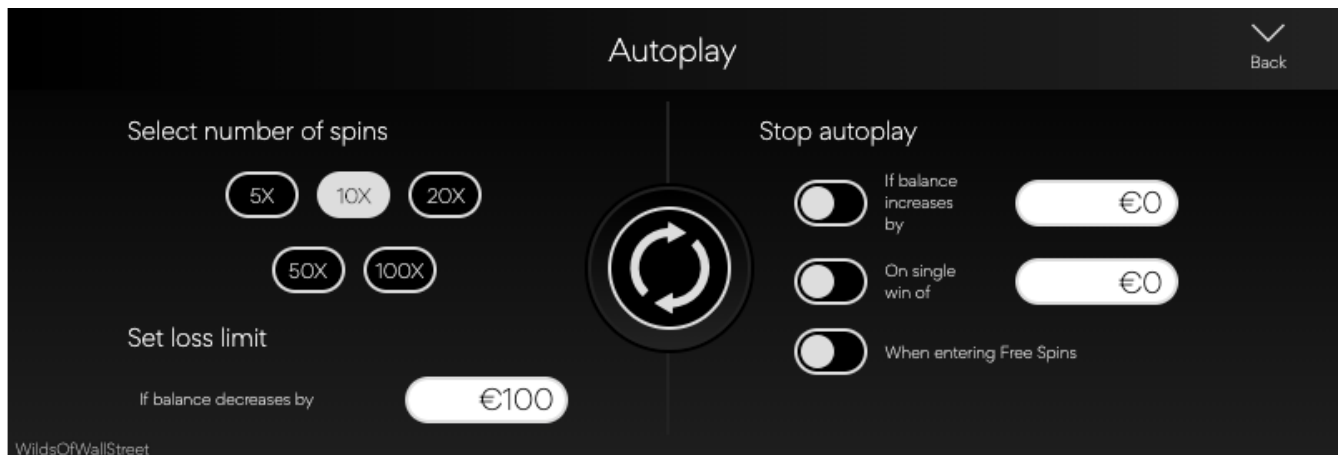 Autoplay
Back
Select number of spins
5X 10X 20X
50X 100X
Set loss limit
If balance decreases by €100
Stop autoplay
If balance
increases
by
€0
On single
win of
€0
When entering Free Spins
WildsOfWallStreet